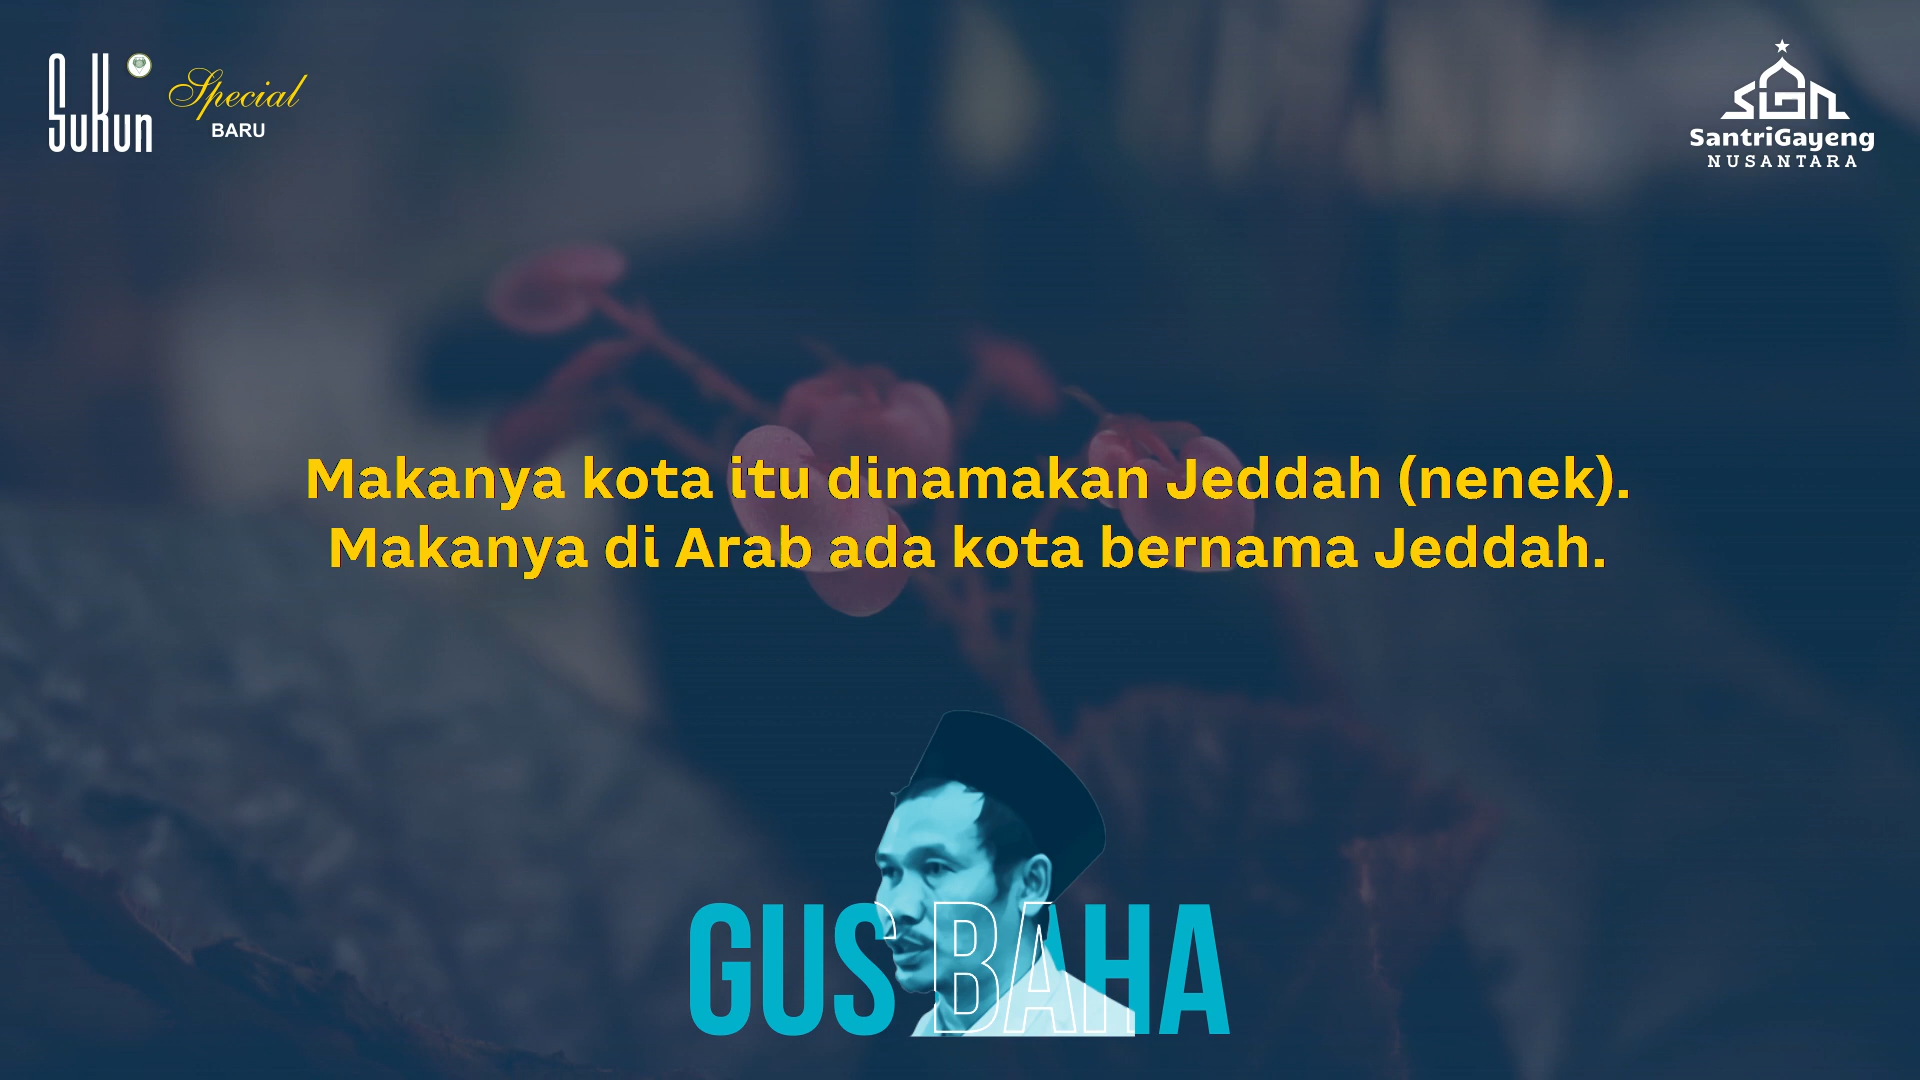 SuKun
Special
BARU
SIGN
SantriGayeng
NUSANTARA
Makanya kota itu dinamakan Jeddah (nenek).
Makanya di Arab ada kota bernama Jeddah.
GUS BAHA